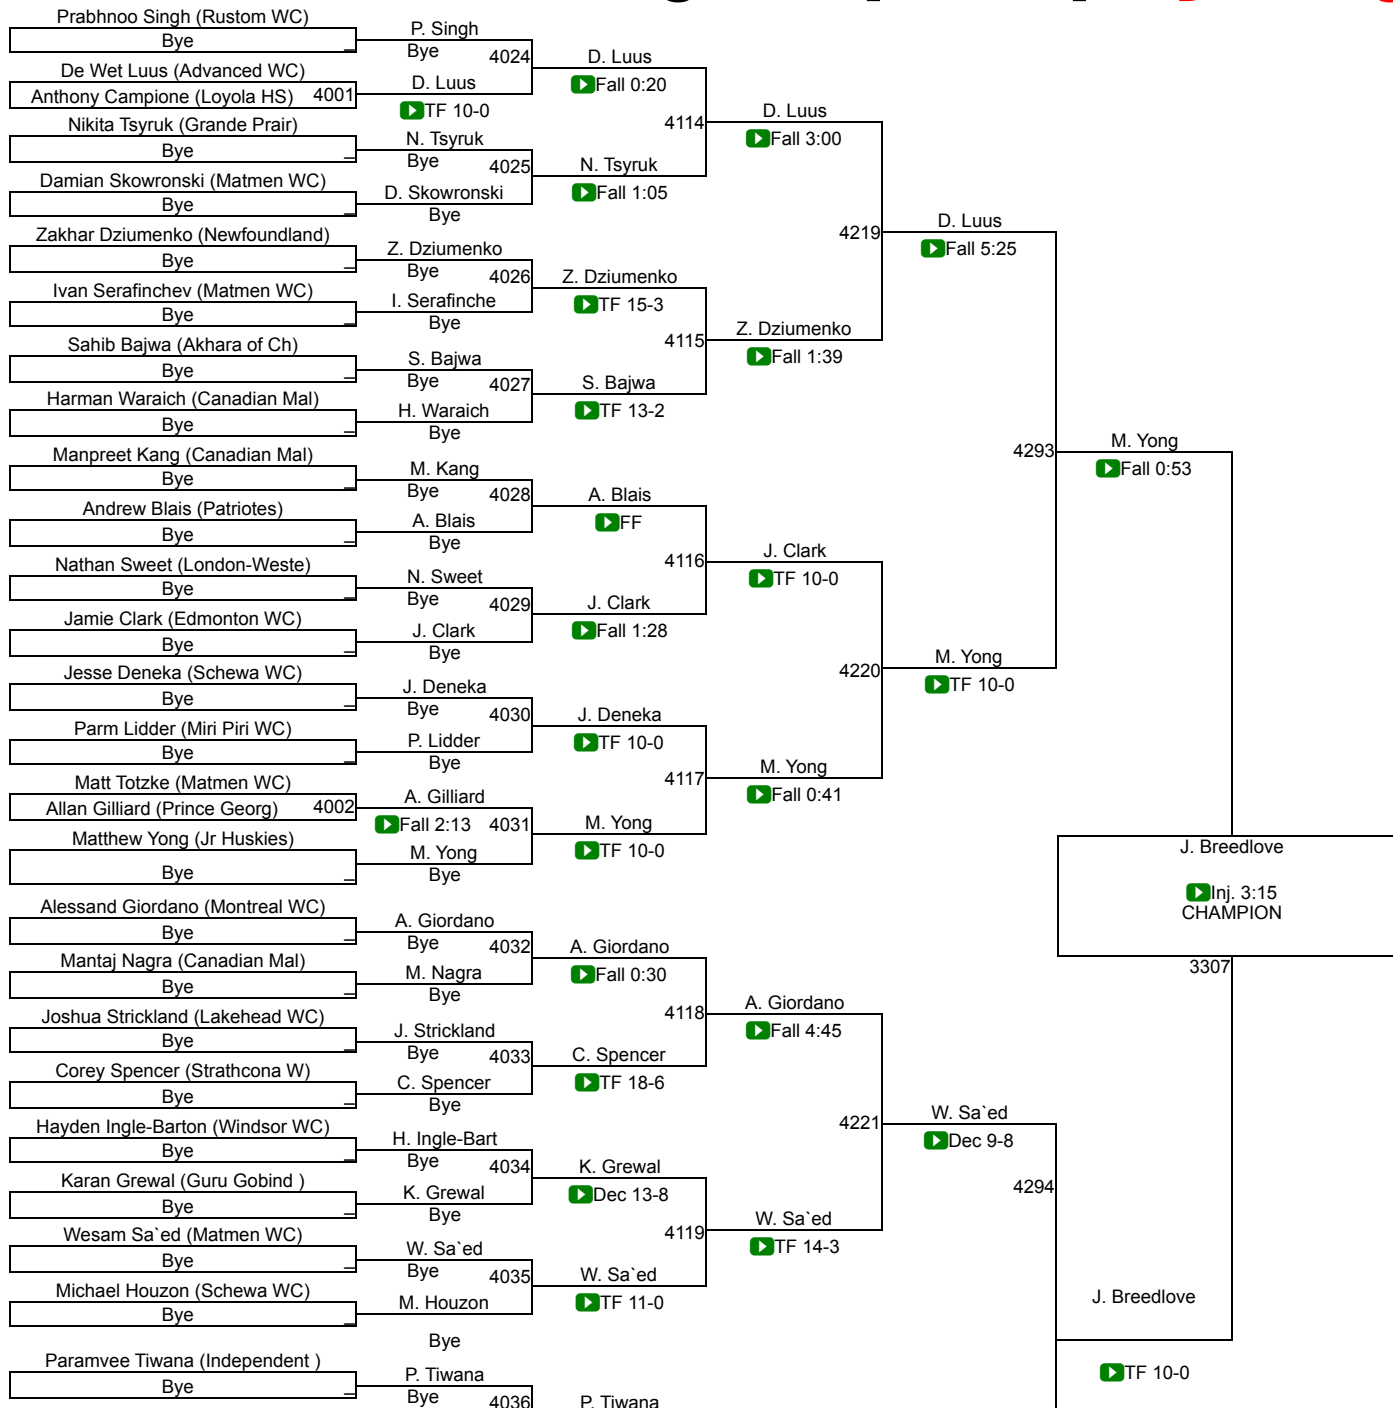 Prabhnoo Singh (Rustom WC)
Bye
P. Singh
Bye 4024
D. Luus
Fall 0:20
De Wet Luus (Advanced WC)
Anthony Campione (Loyola HS) 4001
D. Luus
TF 10-0
4114
D. Luus
Fall 3:00
Nikita Tsyruk (Grande Prair)
Bye
N. Tsyruk
Bye 4025
N. Tsyruk
Fall 1:05
Damian Skowronski (Matmen WC)
Bye
D. Skowronski
Bye
4219
D. Luus
Fall 5:25
Zakhar Dziumenko (Newfoundland)
Bye
Z. Dziumenko
Bye 4026
Z. Dziumenko
TF 15-3
Ivan Serafinchev (Matmen WC)
Bye
I. Serafinche
Bye
4115
Z. Dziumenko
Fall 1:39
Sahib Bajwa (Akhara of Ch)
Bye
S. Bajwa
Bye 4027
S. Bajwa
TF 13-2
Harman Waraich (Canadian Mal)
Bye
H. Waraich
Bye
4293
M. Yong
Fall 0:53
Manpreet Kang (Canadian Mal)
Bye
M. Kang
Bye 4028
A. Blais
FF
Andrew Blais (Patriotes)
Bye
A. Blais
Bye
4116
J. Clark
TF 10-0
Nathan Sweet (London-Weste)
Bye
N. Sweet
Bye 4029
J. Clark
Fall 1:28
Jamie Clark (Edmonton WC)
Bye
J. Clark
Bye
4220
M. Yong
TF 10-0
Jesse Deneka (Schewa WC)
Bye
J. Deneka
Bye 4030
J. Deneka
TF 10-0
Parm Lidder (Miri Piri WC)
Bye
P. Lidder
Bye
4117
M. Yong
Fall 0:41
Matt Totzke (Matmen WC)
Allan Gilliard (Prince Georg) 4002
A. Gilliard
Fall 2:13 4031
M. Yong
TF 10-0
Matthew Yong (Jr Huskies)
Bye
M. Yong
Bye
J. Breedlove
Inj. 3:15
CHAMPION
3307
Alessand Giordano (Montreal WC)
Bye
A. Giordano
Bye 4032
A. Giordano
Fall 0:30
Mantaj Nagra (Canadian Mal)
Bye
M. Nagra
Bye
4118
A. Giordano
Fall 4:45
Joshua Strickland (Lakehead WC)
Bye
J. Strickland
Bye 4033
C. Spencer
TF 18-6
Corey Spencer (Strathcona W)
Bye
C. Spencer
Bye
4221
W. Sa`ed
Dec 9-8
Hayden Ingle-Barton (Windsor WC)
Bye
H. Ingle-Bart
Bye 4034
K. Grewal
Dec 13-8
Karan Grewal (Guru Gobind )
Bye
K. Grewal
Bye
4294
4119
W. Sa`ed
TF 14-3
Wesam Sa`ed (Matmen WC)
Bye
W. Sa`ed
Bye 4035
W. Sa`ed
TF 11-0
Michael Houzon (Schewa WC)
Bye
M. Houzon
Bye
J. Breedlove
TF 10-0
Paramvee Tiwana (Independent )
Bye
P. Tiwana
Bye 4036
P. Tiwana